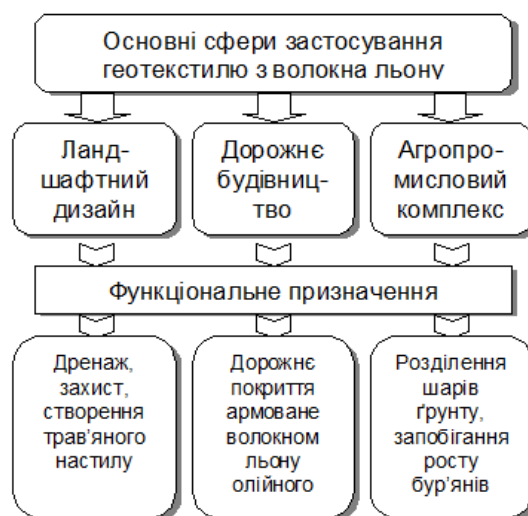 Основні сфери застосування
геотекстилю з волокна льону
Ланд-
шафтний
дизайн
Дорожнє
будівниц-
тво
Агропро-
мисловий
комплекс
Функціональне призначення
Дренаж,
захист,
створення
трав’яного
настилу
Дорожнє
покриття
армоване
волокном
льону
олійного
Розділення
шарів
ґрунту,
запобігання
росту
бур’янів